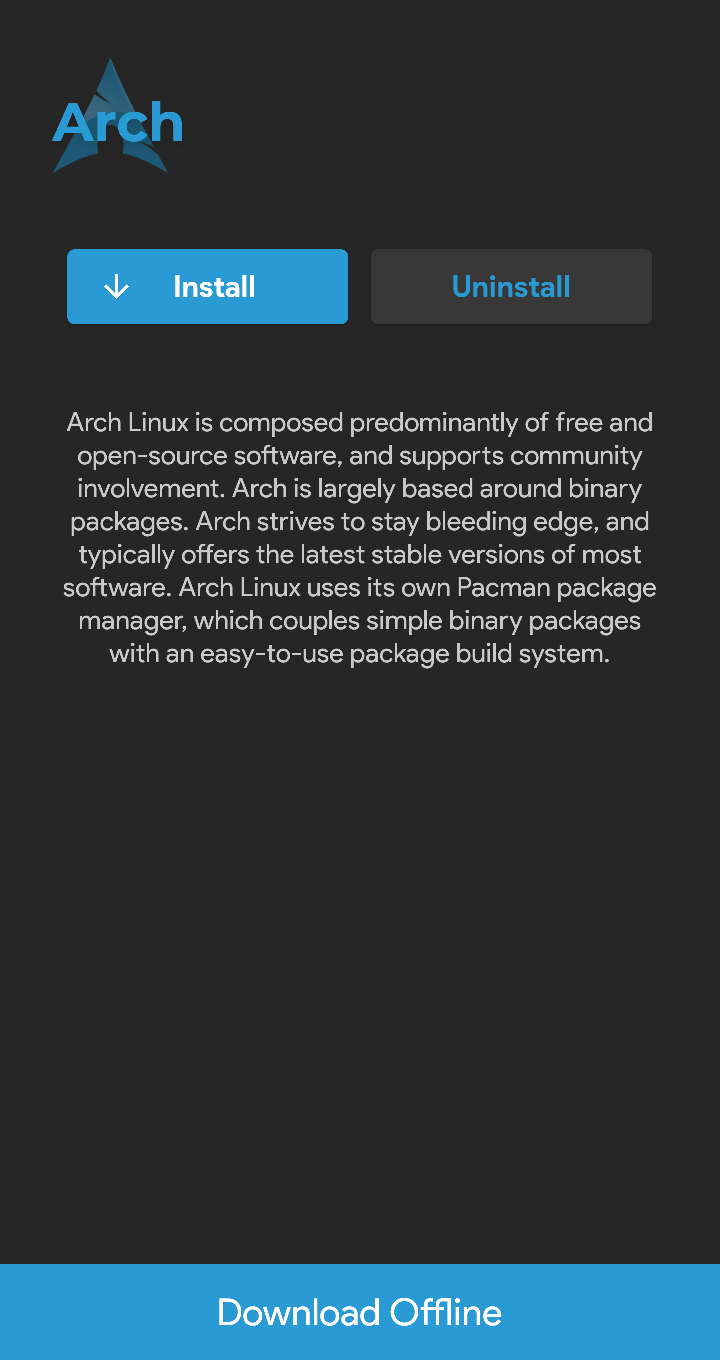 Arch
Install
Uninstall
Arch Linux is composed predominantly of free and
open-source software, and supports community
involvement. Arch is largely based around binary
packages. Arch strives to stay bleeding edge, and
typically offers the latest stable versions of most
software. Arch Linux uses its own Pacman package
manager, which couples simple binary packages
with an easy-to-use package build system.
Download Offline